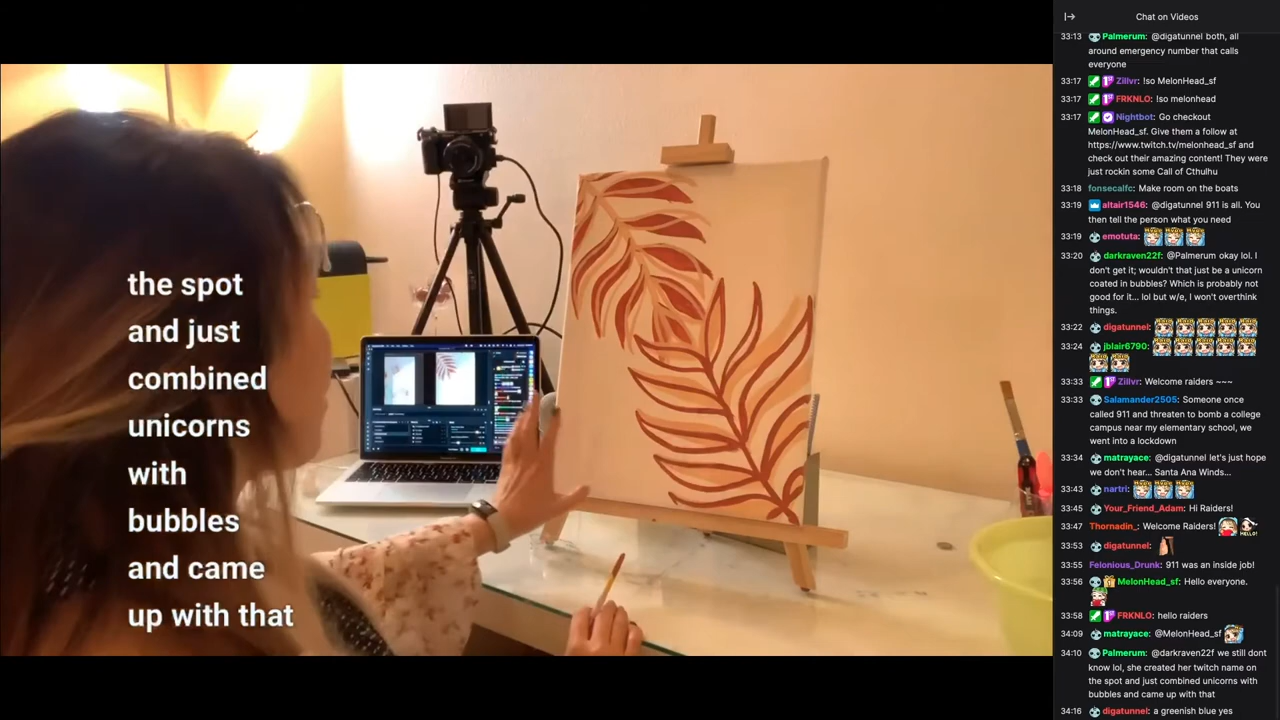 the spot
and just
combined
unicorns
with
bubbles
and came
up with that
Chat on Videos
33:13 Palmerum: @digatunnel both, all
around emergency number that calls
everyone
33:17 Zillvr: !so MelonHead_sf
33:17 FRKNLO: !so melonhead
33:17 Nightbot: Go checkout
MelonHead_sf. Give them a follow at
https://www.twitch.tv/melonhead_sf and
check out their amazing content! They were
just rockin some Call of Cthulhu
33:18 fonsecalfc: Make room on the
boats
33:19 altair1546: @digatunnel 911 is all. You
then tell the person what you need
33:19 emotuta:
33:20 darkraven22f: @Palmerum okay lol. I
don't get it; wouldn't that just be a unicorn
coated in bubbles? Which is probably not
good for it... lol but w/e, I won't overthink
things.
33:22 digatunnel:
33:24 jblair6790:
33:33 Zillvr: Welcome raiders ~~~
33:33 Salamander2505: Someone once
called 911 and threaten to bomb a college
campus near my elementary school, we
went into a lockdown
33:34 matrayace: @digatunnel let's just hope
we don't hear... Santa Ana Winds...
33:43 nartri:
33:45 Your_Friend_Adam: Hi Raiders!
33:47 Thornadin_: Welcome Raiders!
33:53 digatunnel:
33:55 Felonious_Drunk: 911 was an inside job!
33:56 MelonHead_sf: Hello everyone.
33:58 FRKNLO: hello raiders
34:09 matrayace: @MelonHead_sf
34:10 Palmerum: @darkraven22f we still dont
know lol, she created her twitch name on
the spot and just combined unicorns with
bubbles and came up with that
34:16 digatunnel: a greenish blue yes